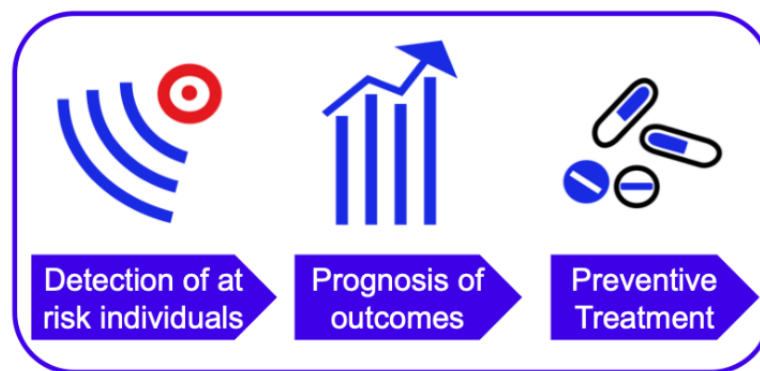 Detection of at
risk individuals
Prognosis of
outcomes
Preventive
Treatment